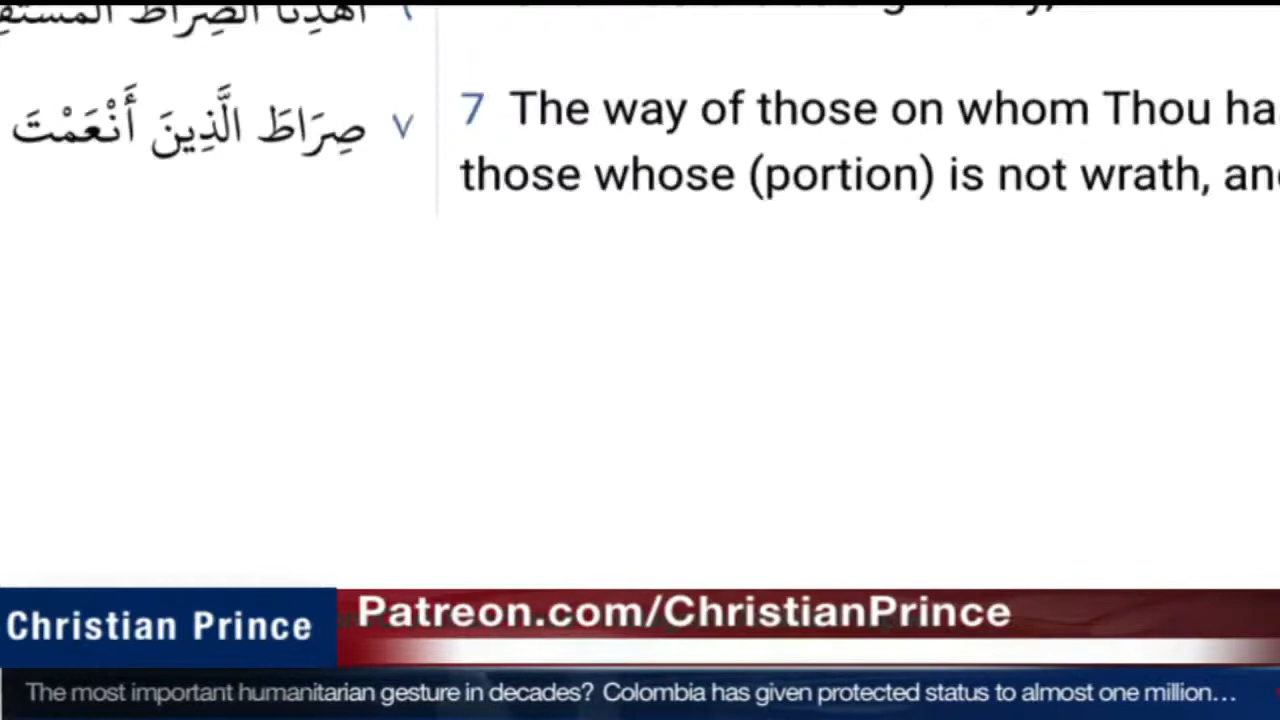 صِرَاطَ الَّذِينَ أَنْعَمْتَ ٧
7 The way of those on whom Thou ha
those whose (portion) is not wrath, and
Christian Prince
Patreon.com/ChristianPrince
The most important humanitarian gesture in decades? Colombia has given protected status to almost one million...